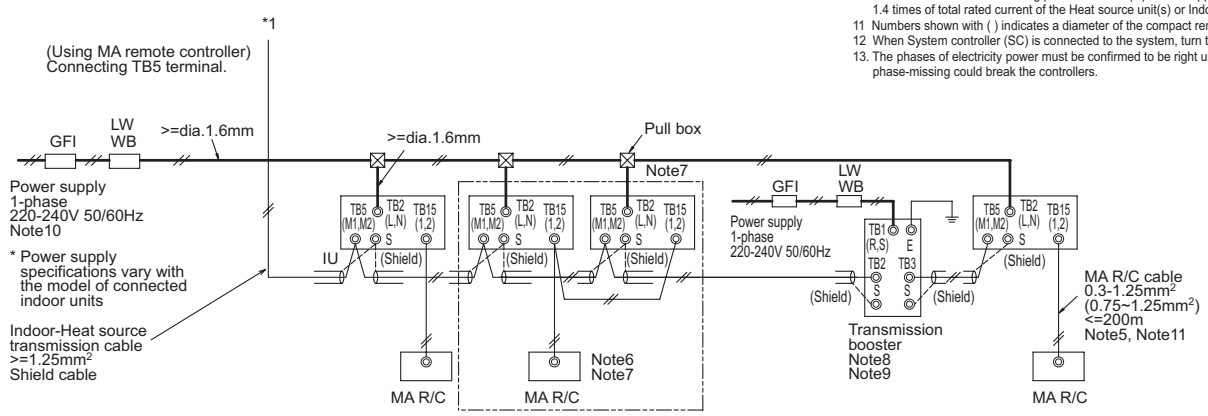 1.4 times of total rated current of the Heat source unit(s) or
11 Numbers shown with ( ) indicates a diameter of the compact
12 When System controller (SC) is connected to the system, turn
13. The phases of electricity power must be confirmed to be right
phase-missing could break the controllers.
*1
(Using MA remote controller)
Connecting TB5 terminal.
GFI
LW
WB
>=dia.1.6mm
>=dia.1.6mm
Pull box
Note7
Power supply
1-phase
220-240V 50/60Hz
Note10
* Power supply
specifications vary with
the model of connected
indoor units
Indoor-Heat source
transmission cable
>=1.25mm²
Shield cable
IU
TB5
(M1,M2)
TB2
(L,N)
TB15
(1,2)
S
(Shield)
MA R/C
TB5
(M1,M2)
TB2
(L,N)
TB15
(1,2)
S
(Shield)
MA R/C
Note6
Note7
TB5
(M1,M2)
TB2
(L,N)
TB15
(1,2)
S
(Shield)
GFI
LW
WB
Power supply
1-phase
220-240V 50/60Hz
TB1
(R,S)
E
TB2
TB3
S
S
(Shield)
(Shield)
Transmission
booster
Note8
Note9
TB5
(M1,M2)
TB2
(L,N)
TB15
(1,2)
S
(Shield)
MA R/C cable
0.3-1.25mm²
(0.75~1.25mm²)
<=200m
Note5, Note11
MA R/C